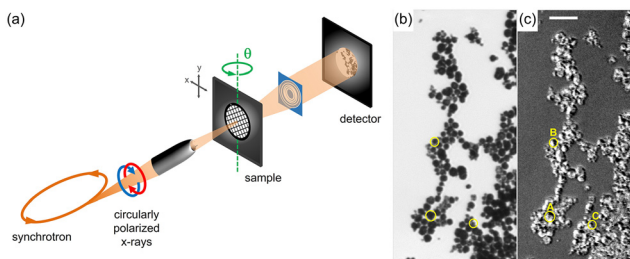 (a)
y
x
θ
detector
sample
circularly
polarized
x-rays
synchrotron
(b)
(c)
B
A
C